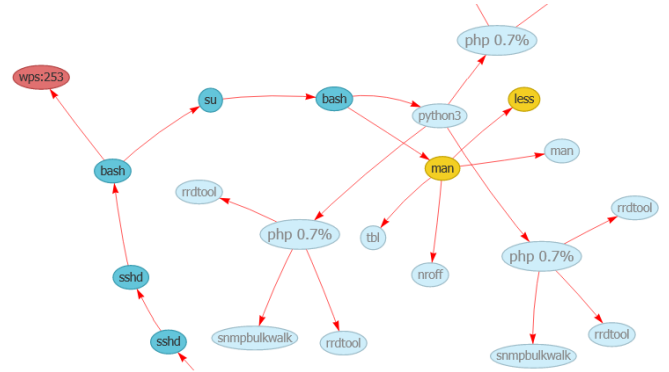 php 0.7%
wps:253
su
bash
less
python3
man
bash
man
rrdtool
rrdtool
php 0.7%
tbl
php 0.7%
nroff
sshd
snmpbulkwalk
rrdtool
rrdtool
sshd
snmpbulkwalk